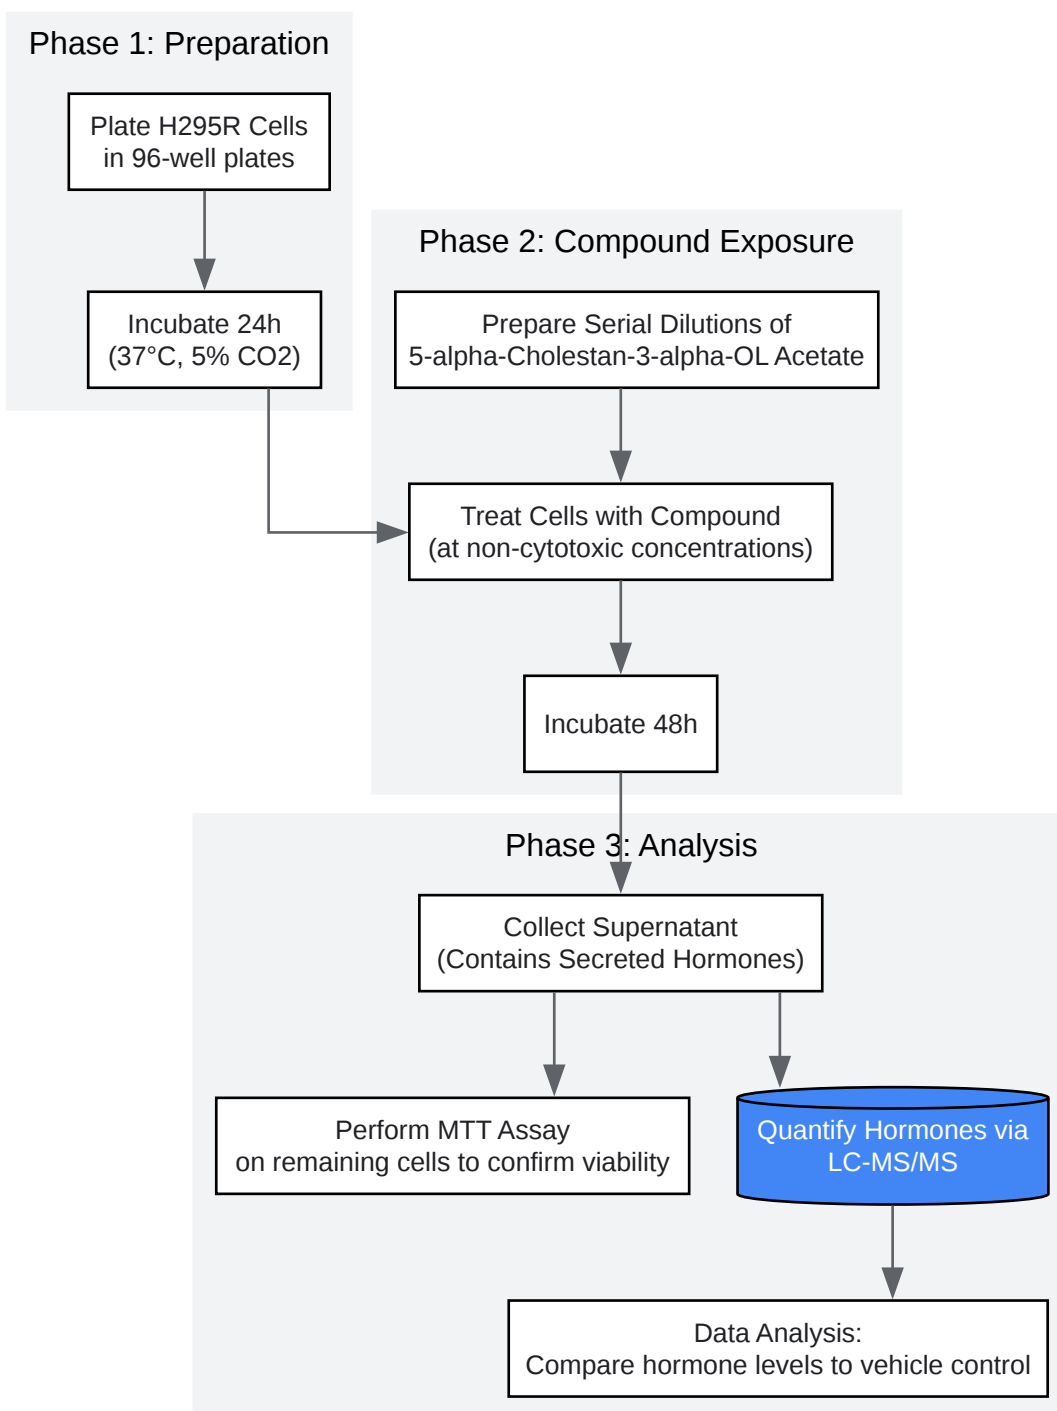 Phase 1: Preparation
Plate H295R Cells
in 96-well plates
Incubate 24h
(37°C, 5% CO2)
Phase 2: Compound Exposure
Prepare Serial Dilutions of
5-alpha-Cholestan-3-alpha-OL Acetate
Treat Cells with Compound
(at non-cytotoxic concentrations)
Incubate 48h
Phase 3: Analysis
Collect Supernatant
(Contains Secreted Hormones)
Perform MTT Assay
on remaining cells to confirm viability
Quantify Hormones via
LC-MS/MS
Data Analysis:
Compare hormone levels to vehicle control